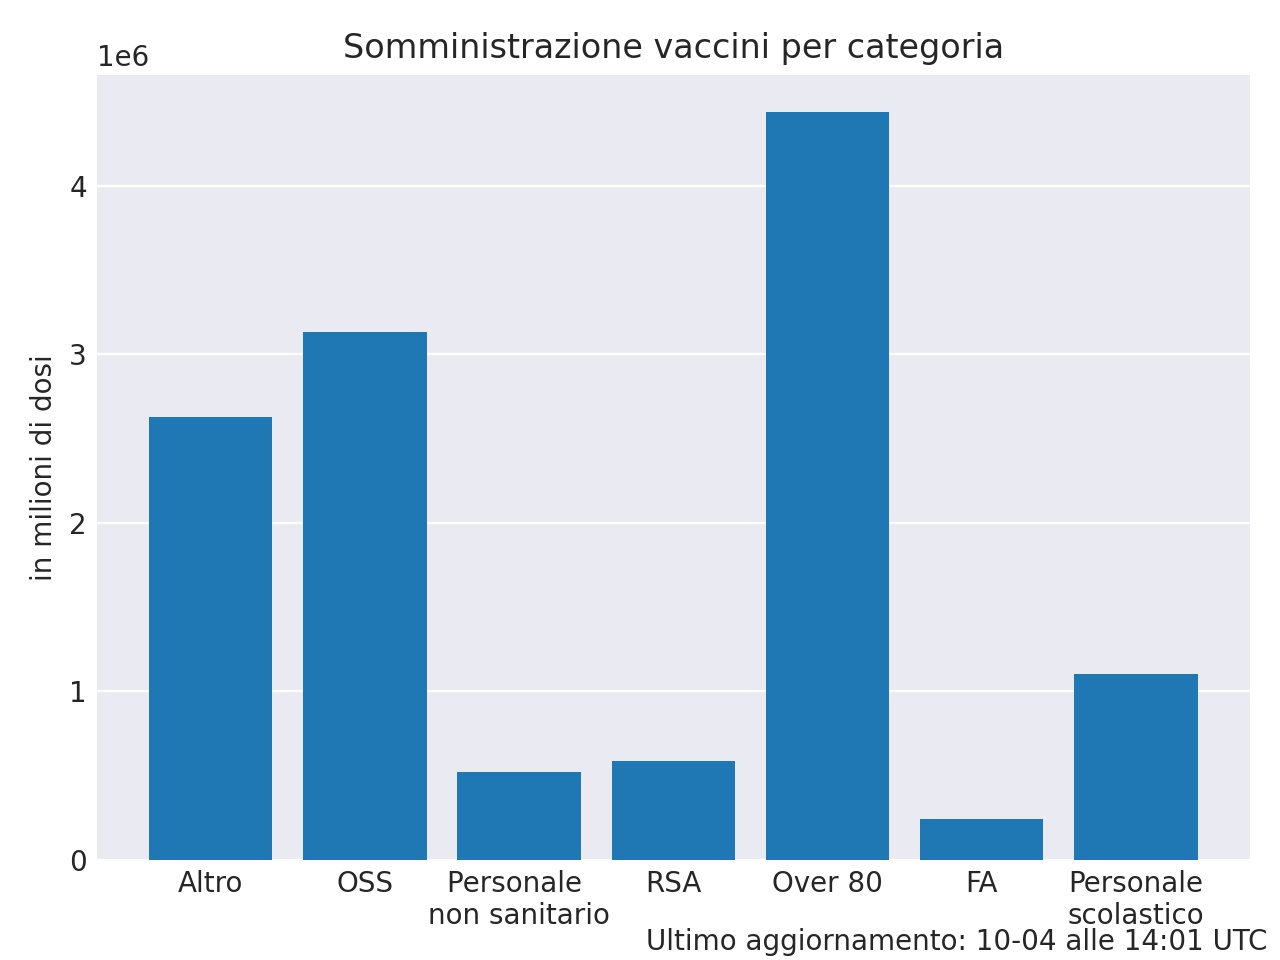 Somministrazione vaccini per categoria
1e6
in milioni di dosi
4
3
2
1
0
Altro
OSS
Personale
non sanitario
RSA
Over 80
FA
Personale
scolastico
Ultimo aggiornamento: 10-04 alle 14:01 UTC